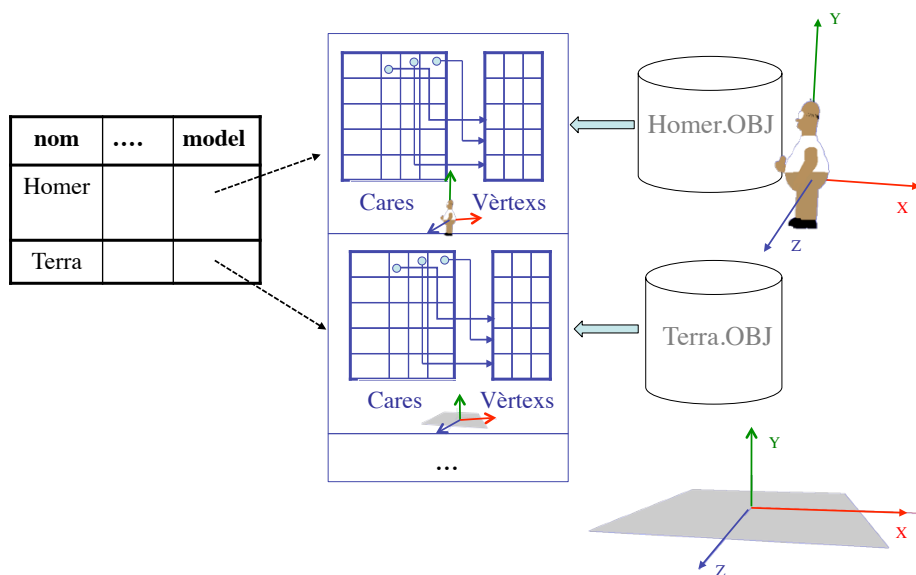 nom .... model
Homer
Terra
Cares Vèrtexs
Cares Vèrtexs
...
Homer.OBJ
Y
X
Z
Terra.OBJ
Y
X
Z